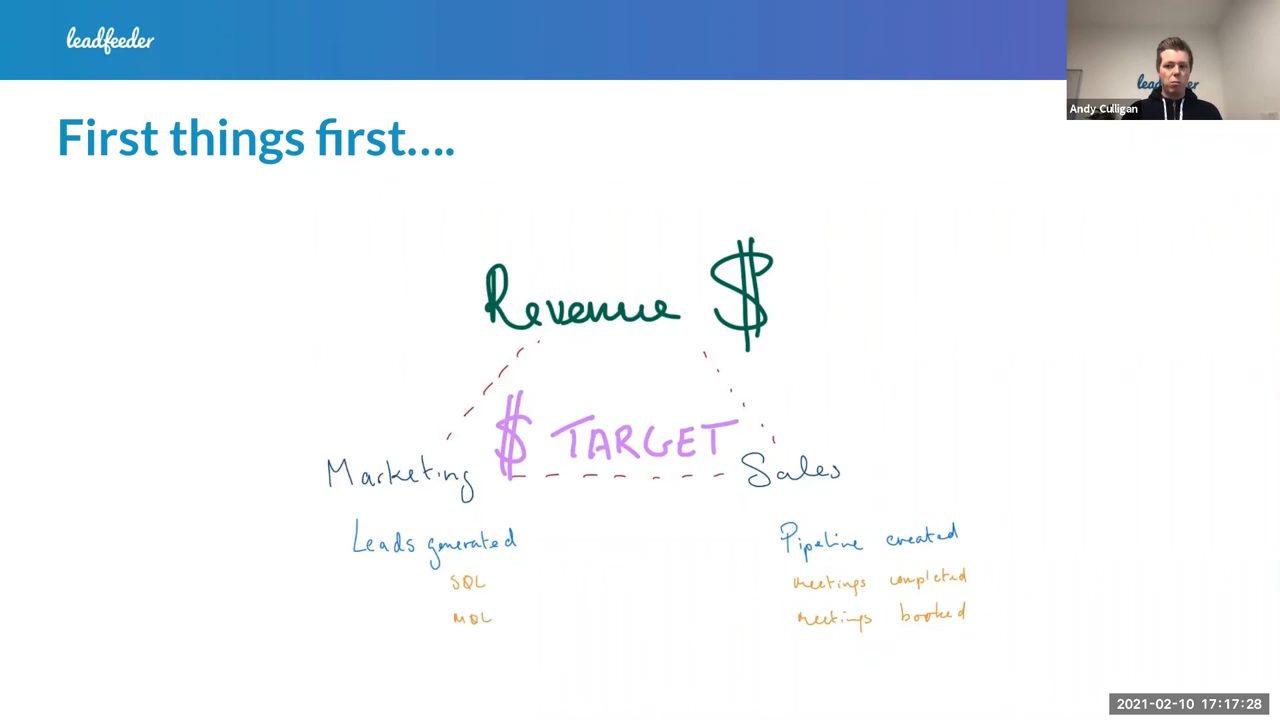 leadfeeder
First things first....
Revenue $
$ TARGET
Marketing
Sales
Leads generated
SQL
MQL
Pipeline created
Meetings completed
Meetings booked
leadfeeder
Andy Culligan
2021-02-10 17:17:28